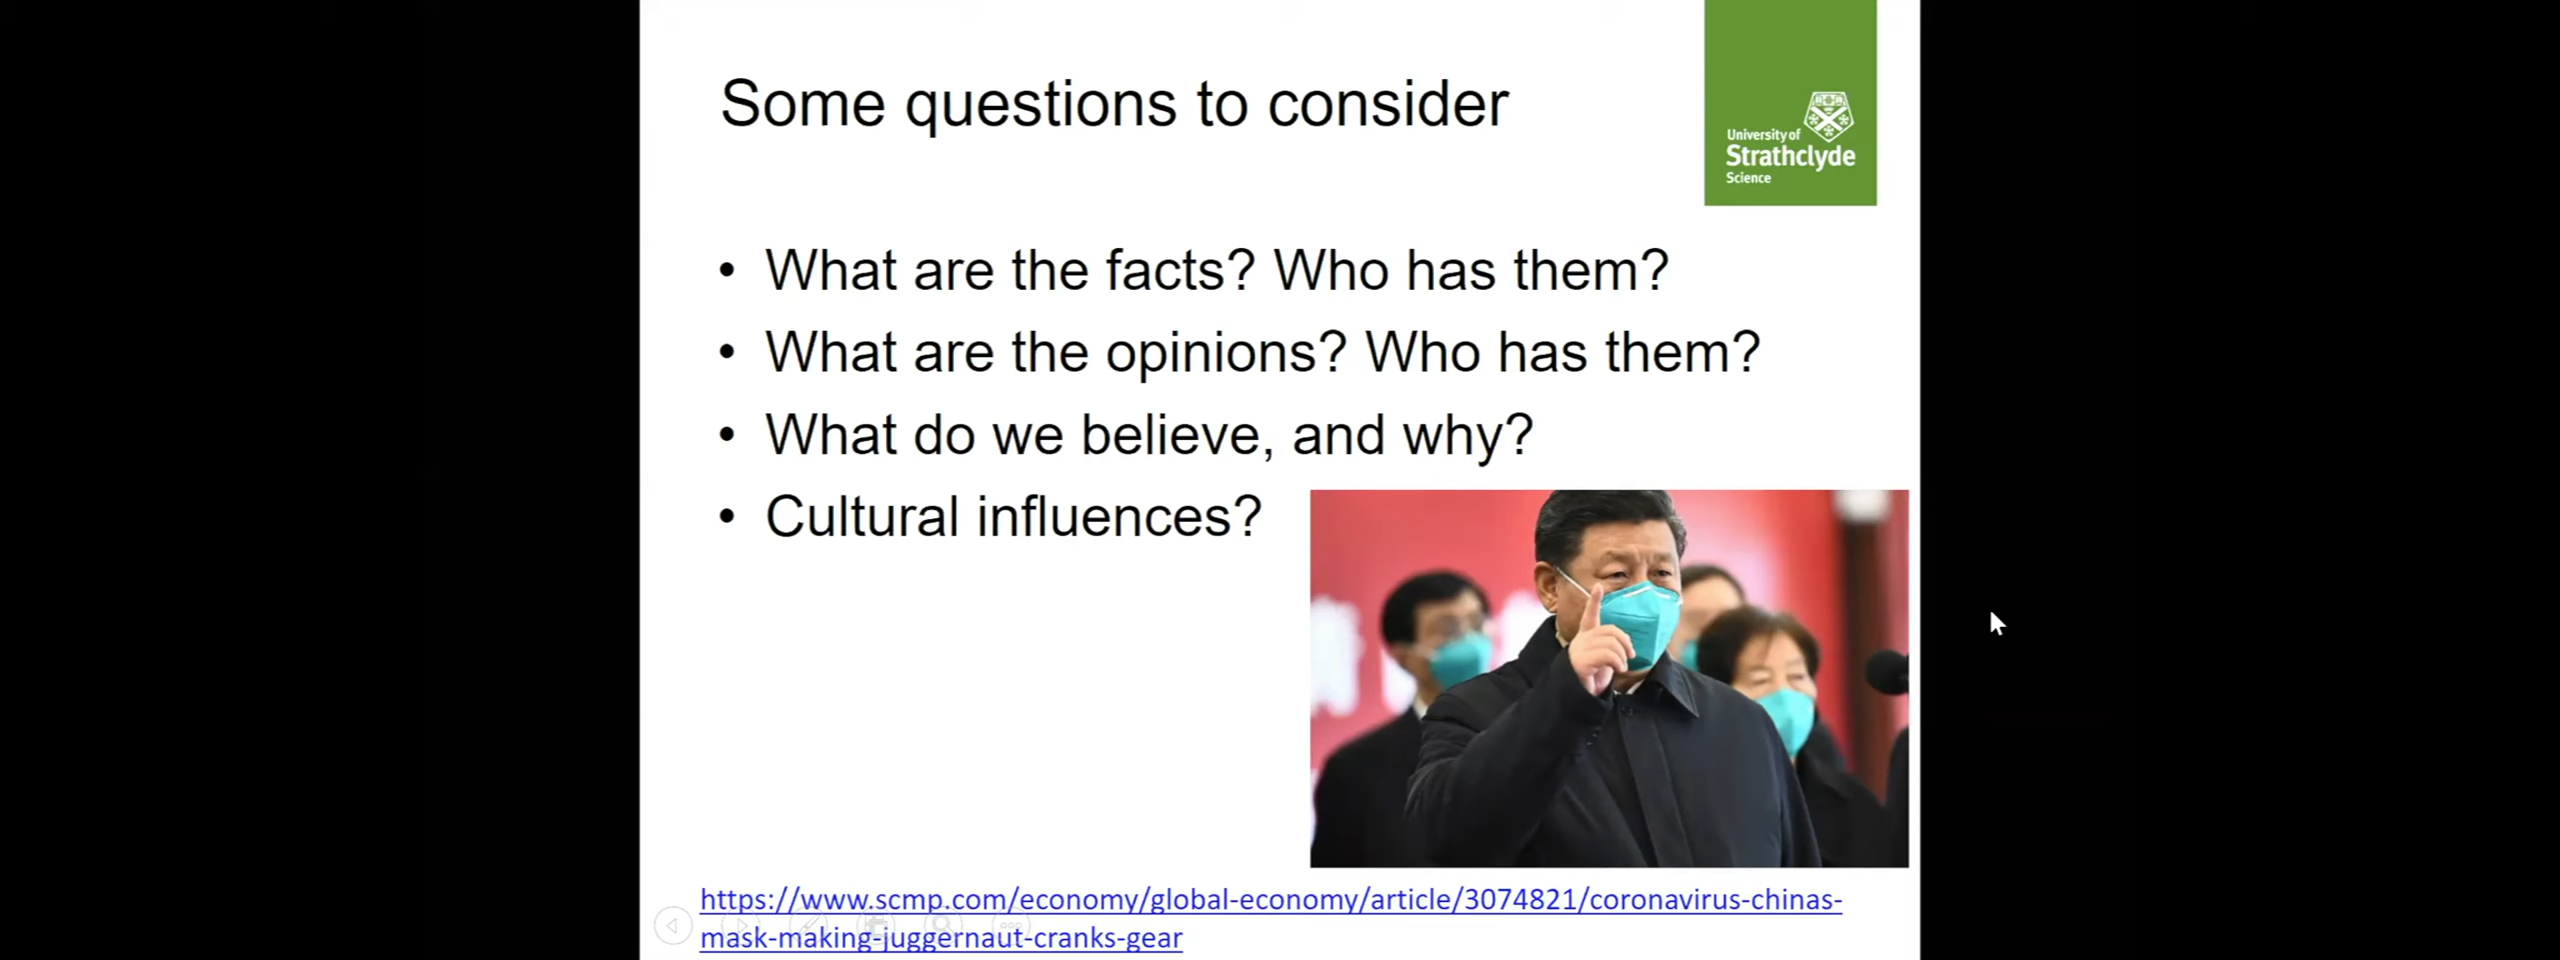 Some questions to consider
University of
Strathclyde
Science
• What are the facts? Who has them?
• What are the opinions? Who has them?
• What do we believe, and why?
• Cultural influences?
https://www.scmp.com/economy/global-economy/article/3074821/coronavirus-chinas-
mask-making-juggernaut-cranks-gear